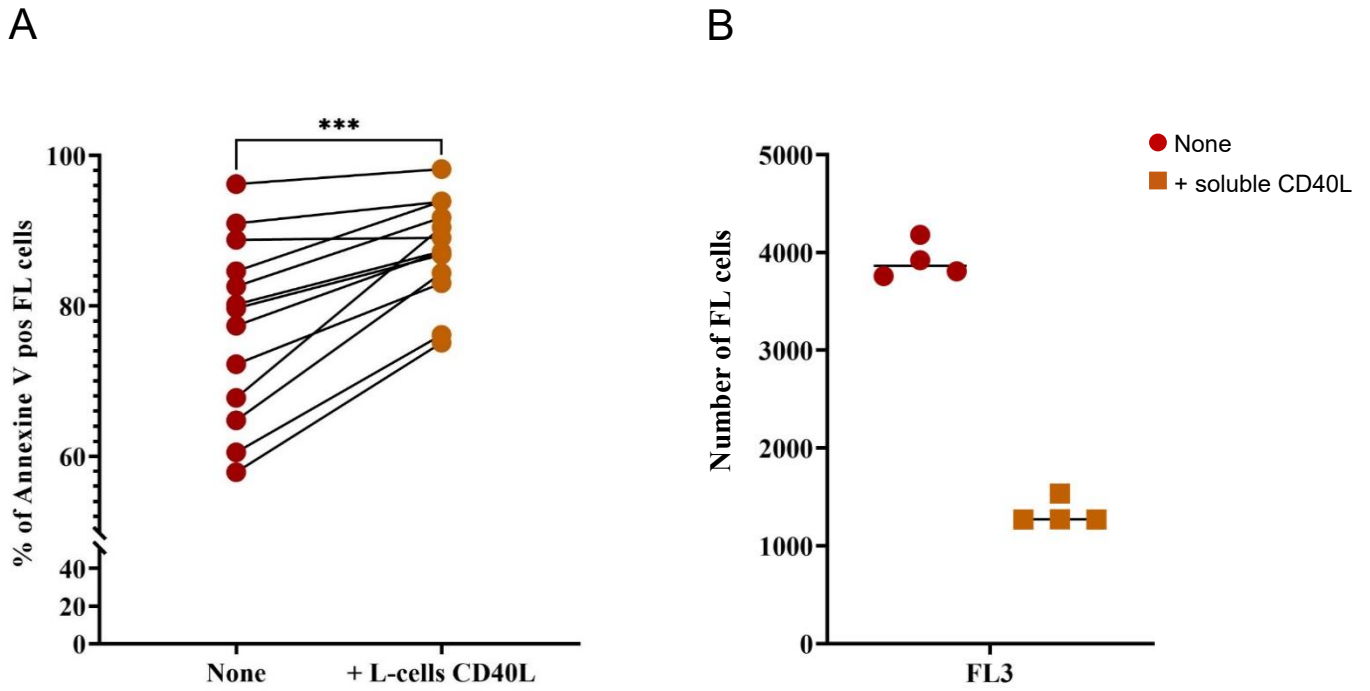 A
% of Annexine V pos FL cells
100
80
60
40
20
0
***
None
+ L-cells CD40L
B
Number of FL cells
5000
4000
3000
2000
1000
0
FL3
None
+ soluble CD40L